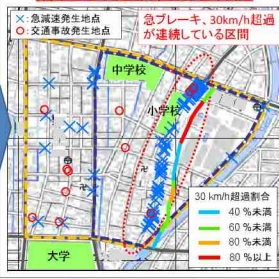 ×:急減速発生地点
○:交通事故発生地点
急ブレーキ、30km/h超過
が連続している区間
中学校
小学校
大学
30 km/h超過割合
40 %未満
60 %未満
80 %未満
80 %以上